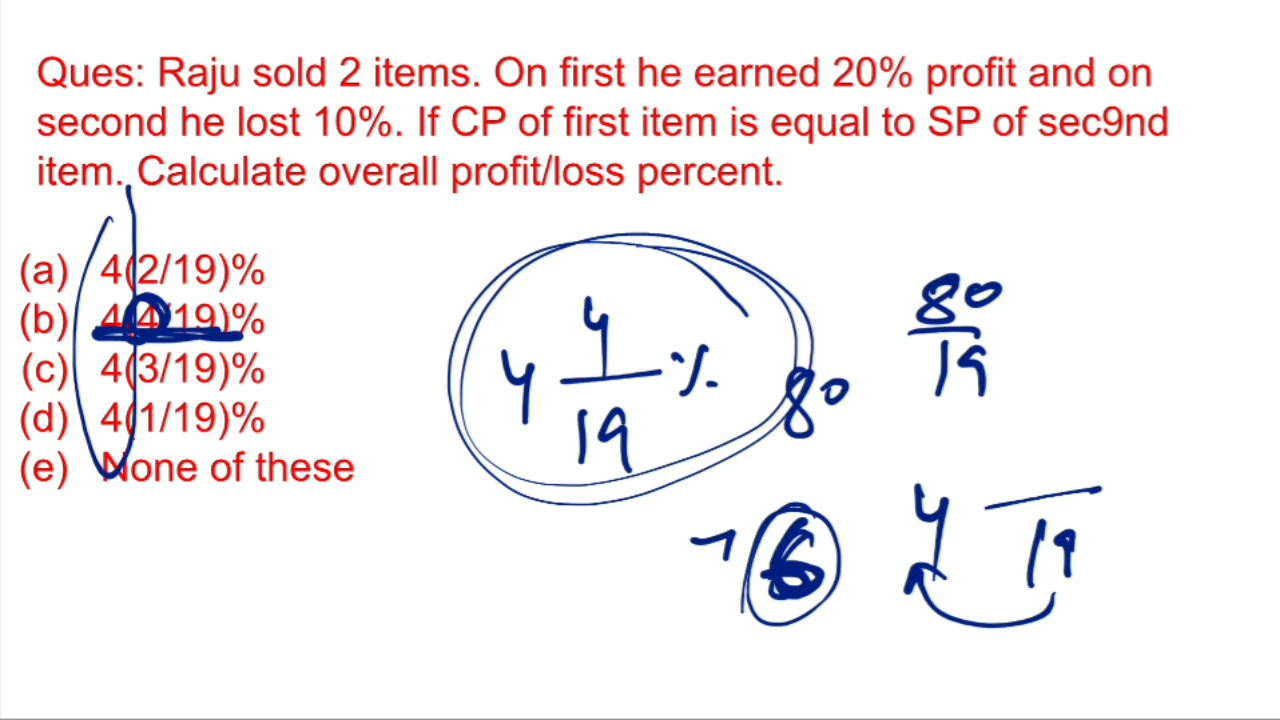 Ques: Raju sold 2 items. On first he earned 20% profit and on
second he lost 10%. If CP of first item is equal to SP of sec9nd
item. Calculate overall profit/loss percent.
(a) 4(2/19)%
(b) 4(4/19)%
(c) 4(3/19)%
(d) 4(1/19)%
(e) None of these
4 4/19 %
80
80/19
6
4 /19